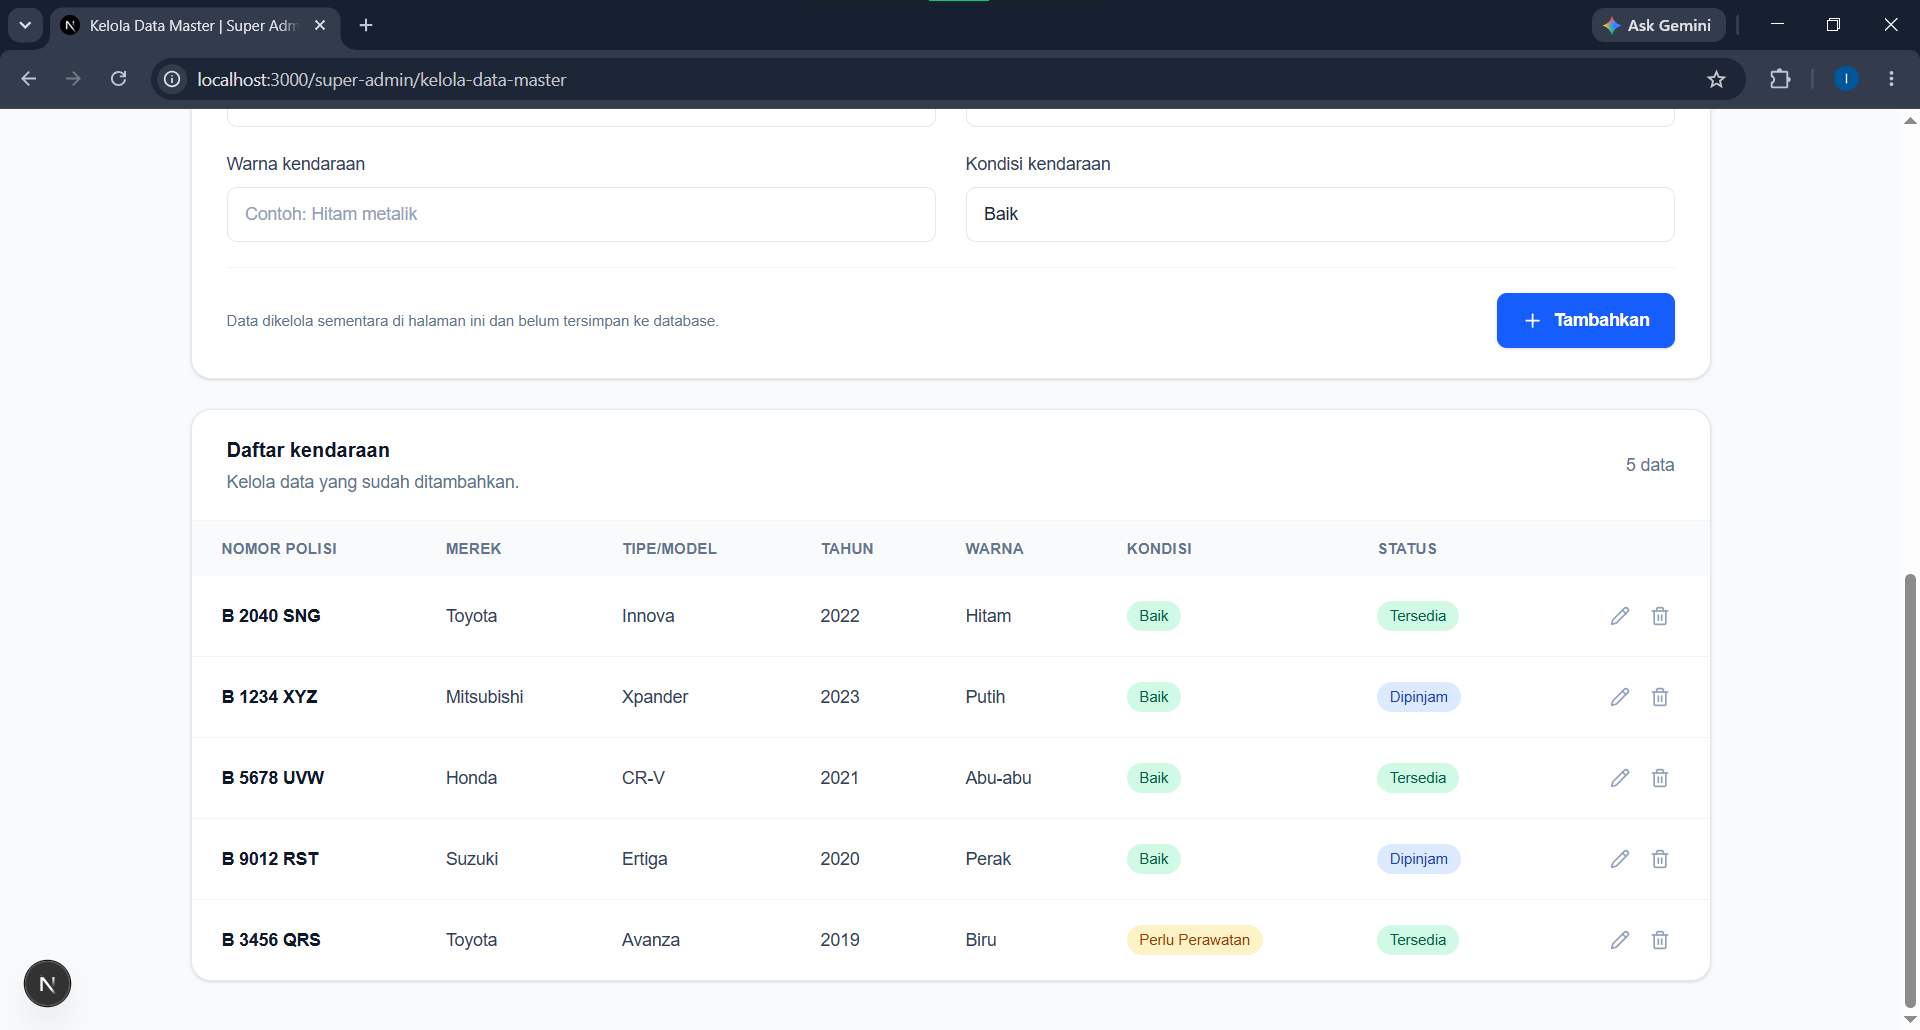 Kelola Data Master | Super Adm
Ask Gemini
localhost:3000/super-admin/kelola-data-master
I
Warna kendaraan
Kondisi kendaraan
Contoh: Hitam metalik
Baik
Data dikelola sementara di halaman ini dan belum tersimpan ke database.
+ Tambahkan
Daftar kendaraan
Kelola data yang sudah ditambahkan.
5 data
NOMOR POLISI MEREK TIPE/MODEL TAHUN WARNA KONDISI STATUS
B 2040 SNG Toyota Innova 2022 Hitam Baik Tersedia
B 1234 XYZ Mitsubishi Xpander 2023 Putih Baik Dipinjam
B 5678 UVW Honda CR-V 2021 Abu-abu Baik Tersedia
B 9012 RST Suzuki Ertiga 2020 Perak Baik Dipinjam
B 3456 QRS Toyota Avanza 2019 Biru Perlu Perawatan Tersedia
N